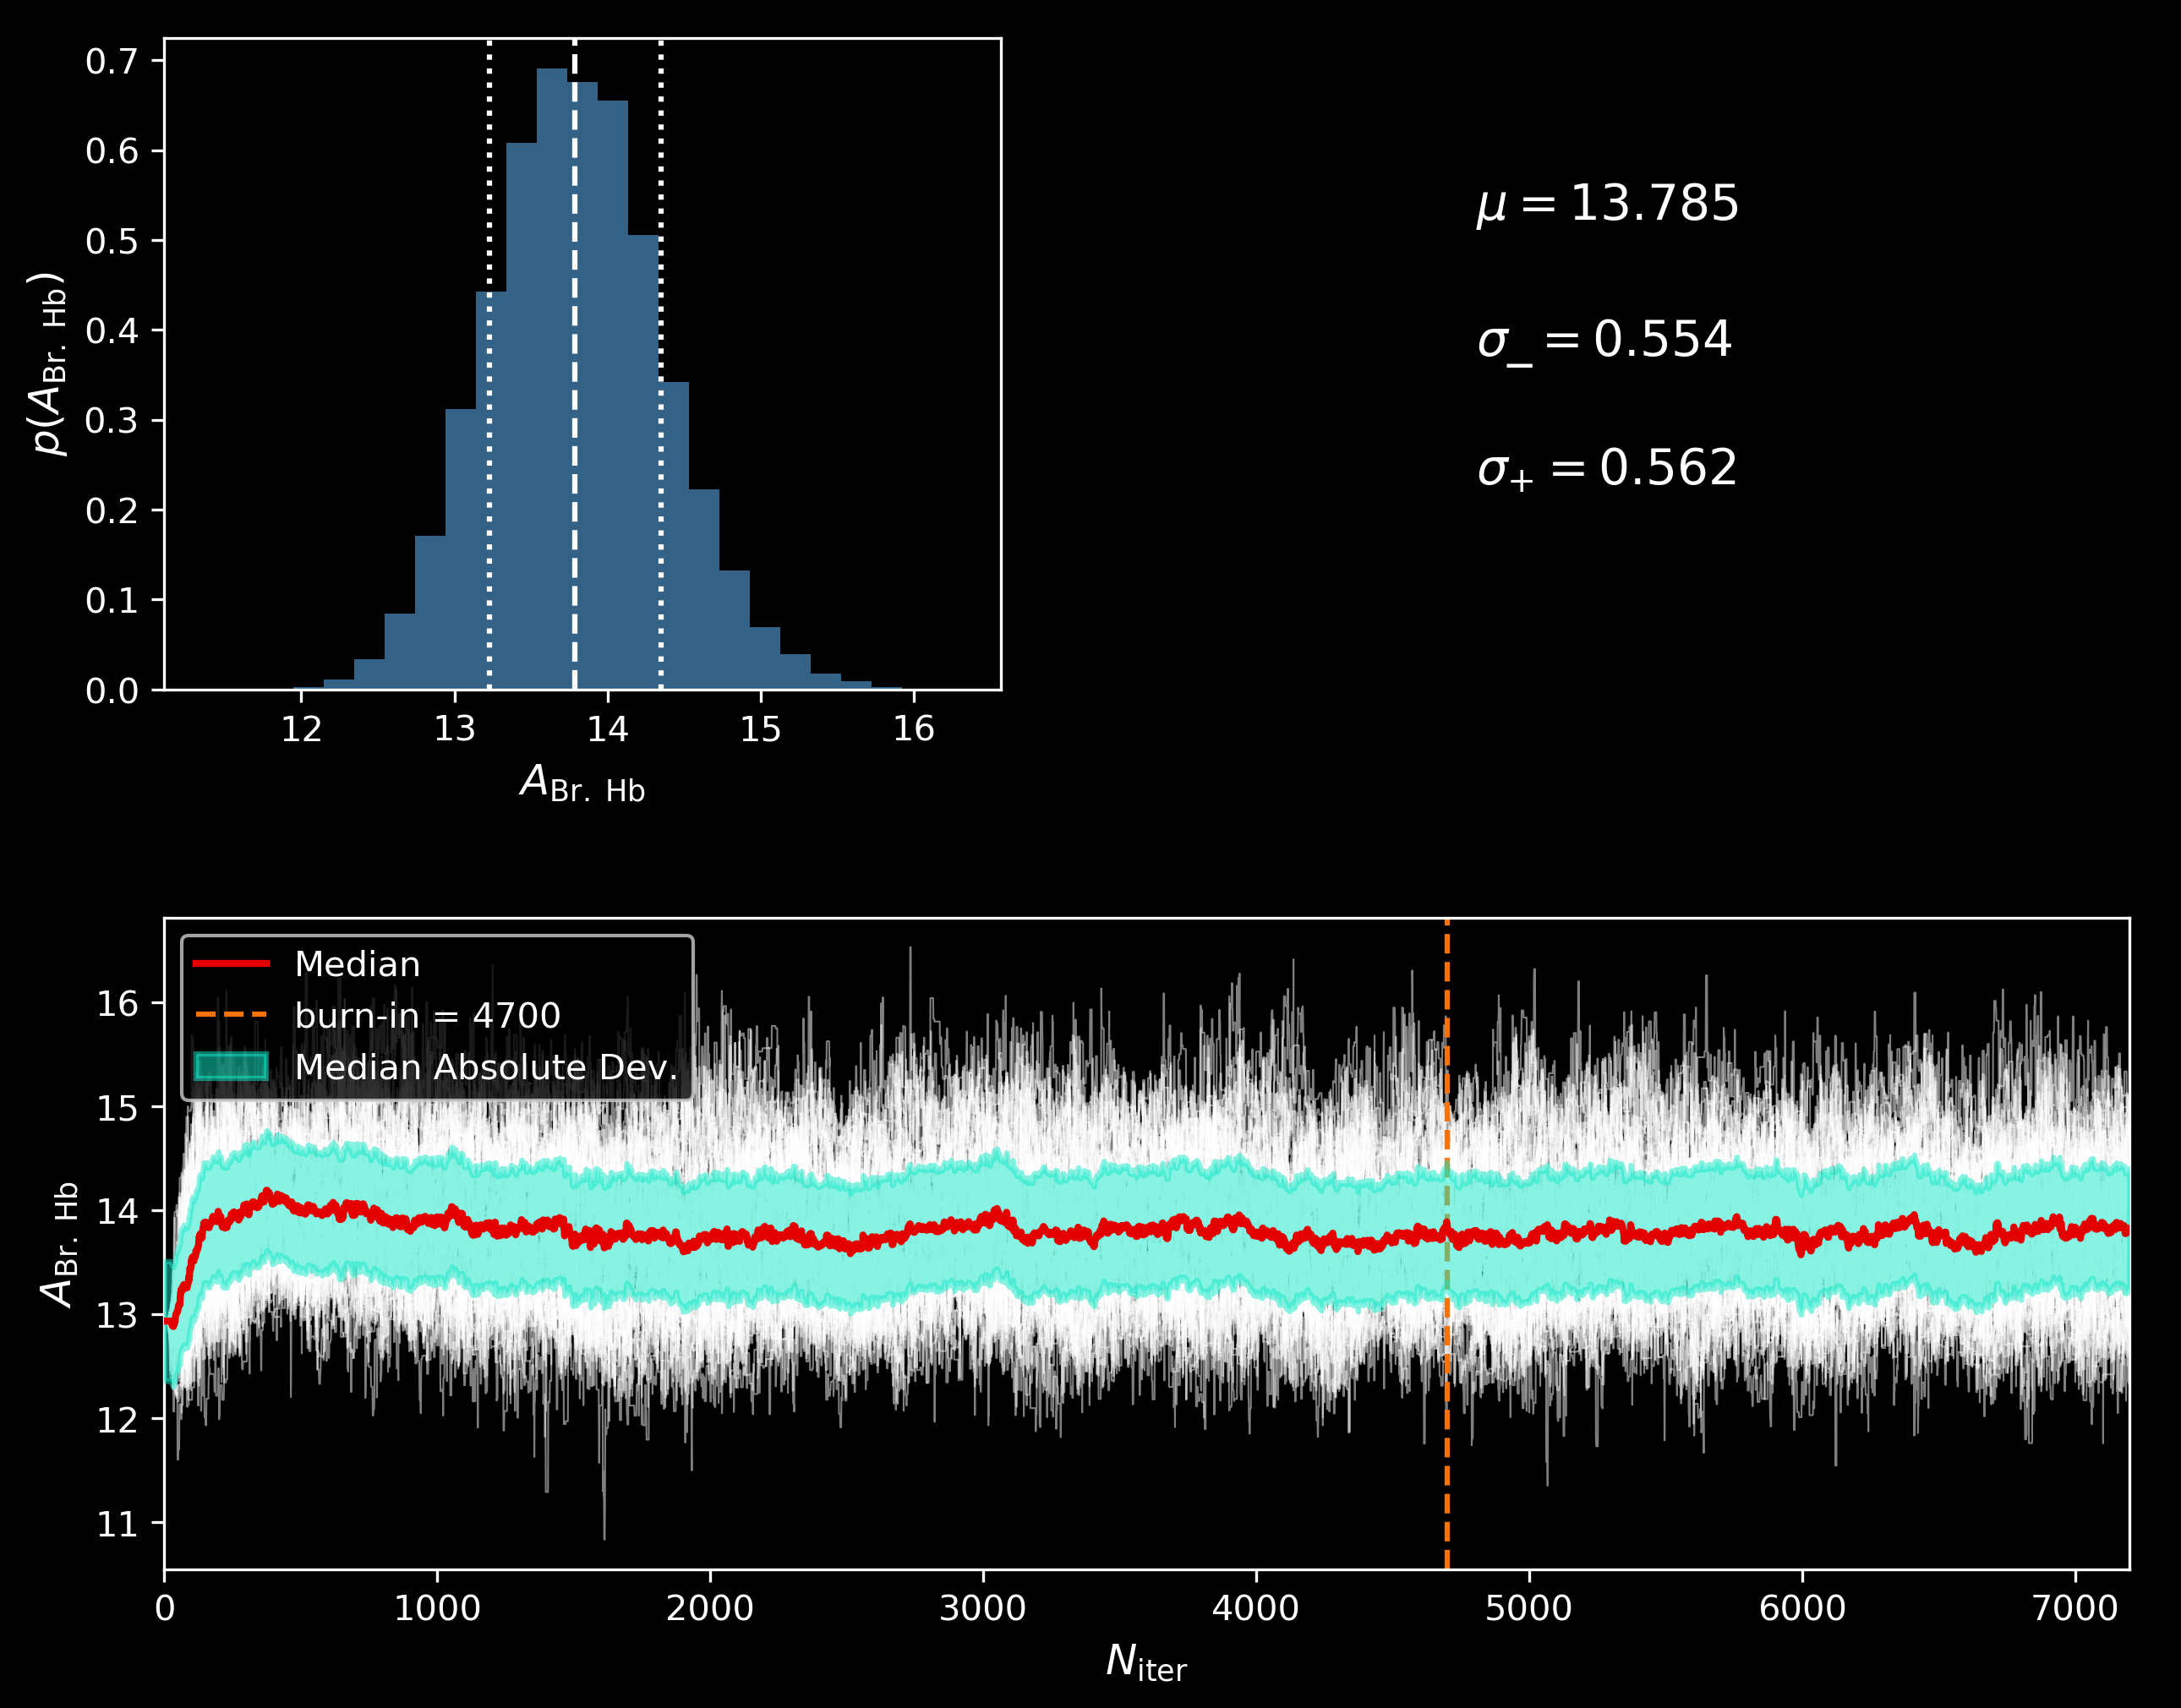 0.7
0.6
0.5
0.4
0.3
0.2
0.1
0.0
p(A_Br. Hb)
12 13 14 15 16
A_Br. Hb
μ = 13.785
σ_− = 0.554
σ_+ = 0.562
Median
burn-in = 4700
Median Absolute Dev.
16
15
14
13
12
11
A_Br. Hb
0 1000 2000 3000 4000 5000 6000 7000
N_iter